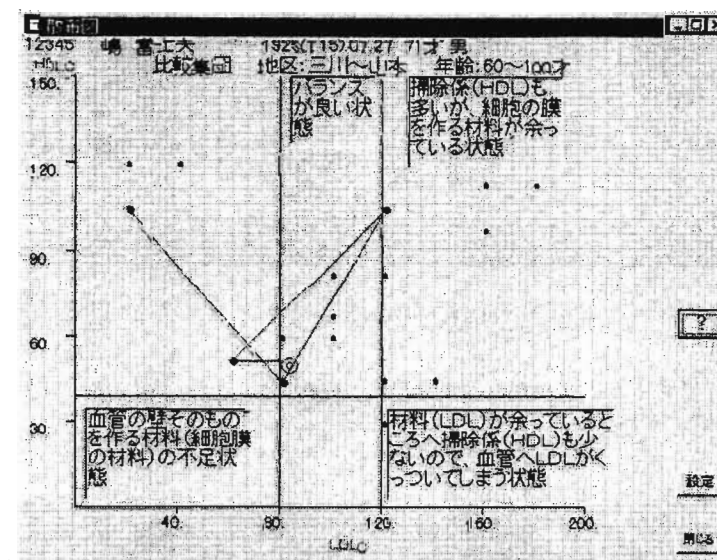 散布図
12345 嶋 富士夫 1926(T15).07.27 71才 男
HDLC 比較集団 地区:三川~山本 年齢:60~100才
150.
120.
90.
60.
30.
バランス
が良い状
態
掃除係(HDL)も
多いが、細胞の膜
を作る材料が余っ
ている状態
血管の壁そのもの
を作る材料(細胞膜
の材料)の不足状
態
材料(LDL)が余っていると
ころへ掃除係(HDL)も少
ないので、血管へLDLがく
っついてしまう状態
40. 80. 120. 160. 200.
LDLC
?
設定
閉じる